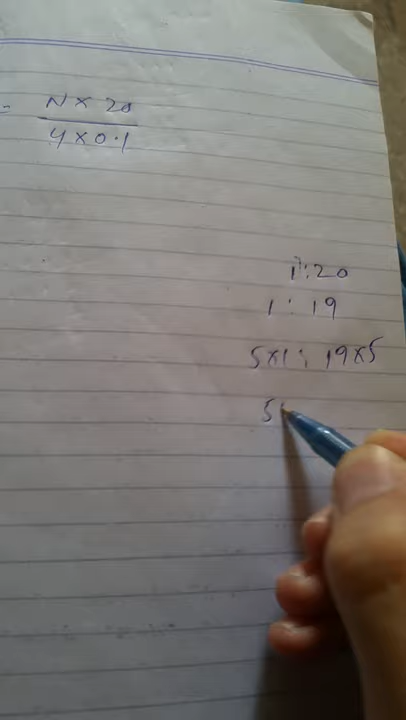 = N × 20
4 × 0.1
1:20
1 : 19
5×1 : 19×5
5